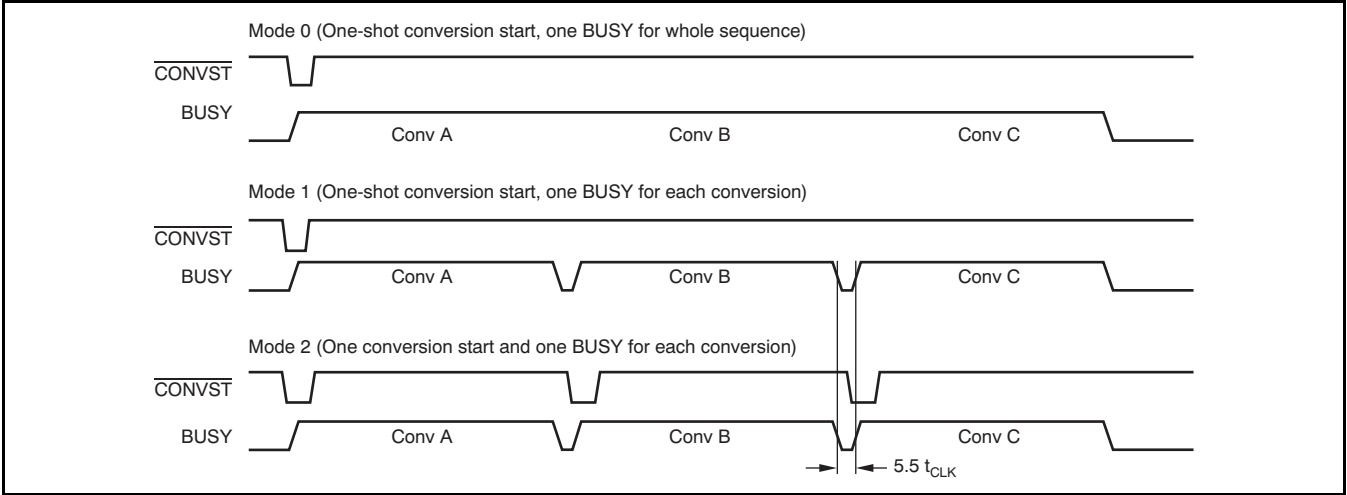 Mode 0 (One-shot conversion start, one BUSY for whole sequence)
CONVST
BUSY
Conv A Conv B Conv C
Mode 1 (One-shot conversion start, one BUSY for each conversion)
CONVST
BUSY
Conv A Conv B Conv C
Mode 2 (One conversion start and one BUSY for each conversion)
CONVST
BUSY
Conv A Conv B Conv C
5.5 tCLK